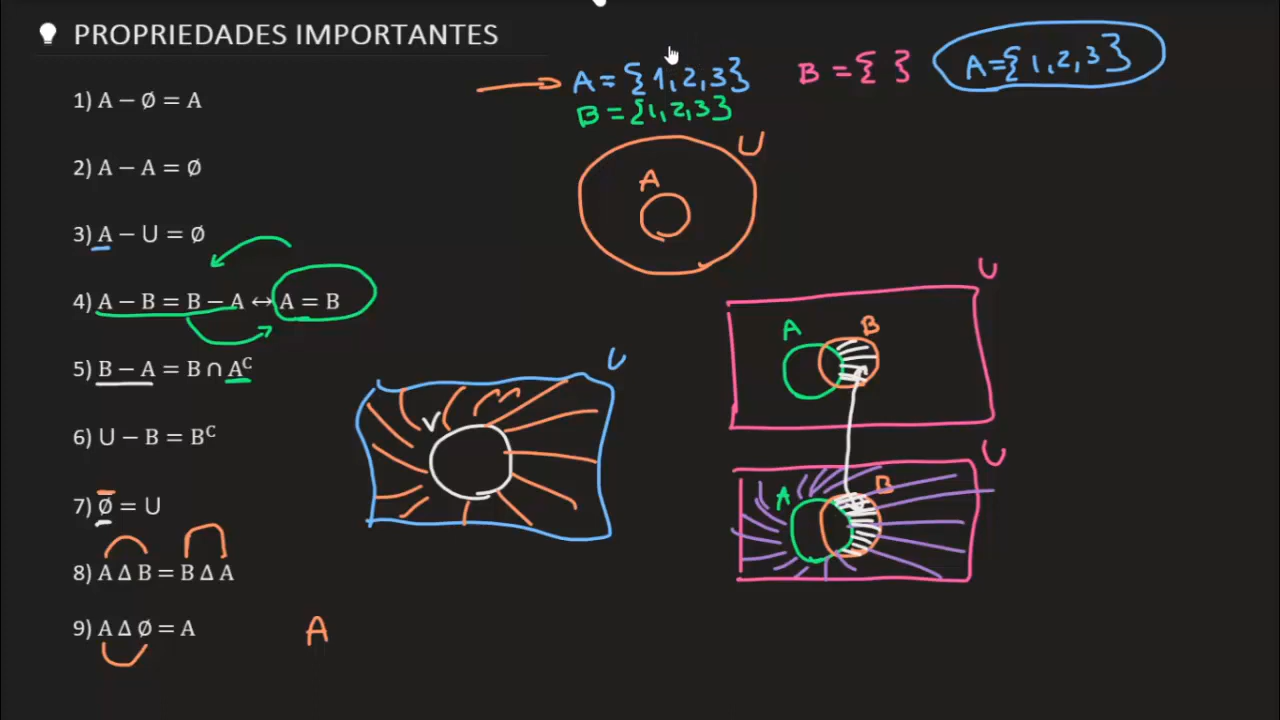 PROPRIEDADES IMPORTANTES
A={1,2,3} B={ } A={1,2,3}
B={1,2,3}
1) A − Ø = A
U
A
2) A − A = Ø
3) A − U = Ø
4) A − B = B − A ↔ A = B
U
A B
5) B − A = B ∩ Aᶜ
U
6) U − B = Bᶜ
V
U
7) Ø̅ = U
A B
8) A Δ B = B Δ A
9) A Δ Ø = A
A